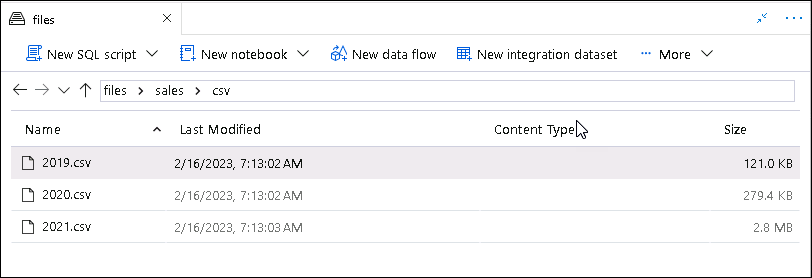 files
New SQL script New notebook New data flow New integration dataset ··· More
files > sales > csv
Name Last Modified Content Type Size
2019.csv 2/16/2023, 7:13:02 AM 121.0 KB
2020.csv 2/16/2023, 7:13:02 AM 279.4 KB
2021.csv 2/16/2023, 7:13:03 AM 2.8 MB